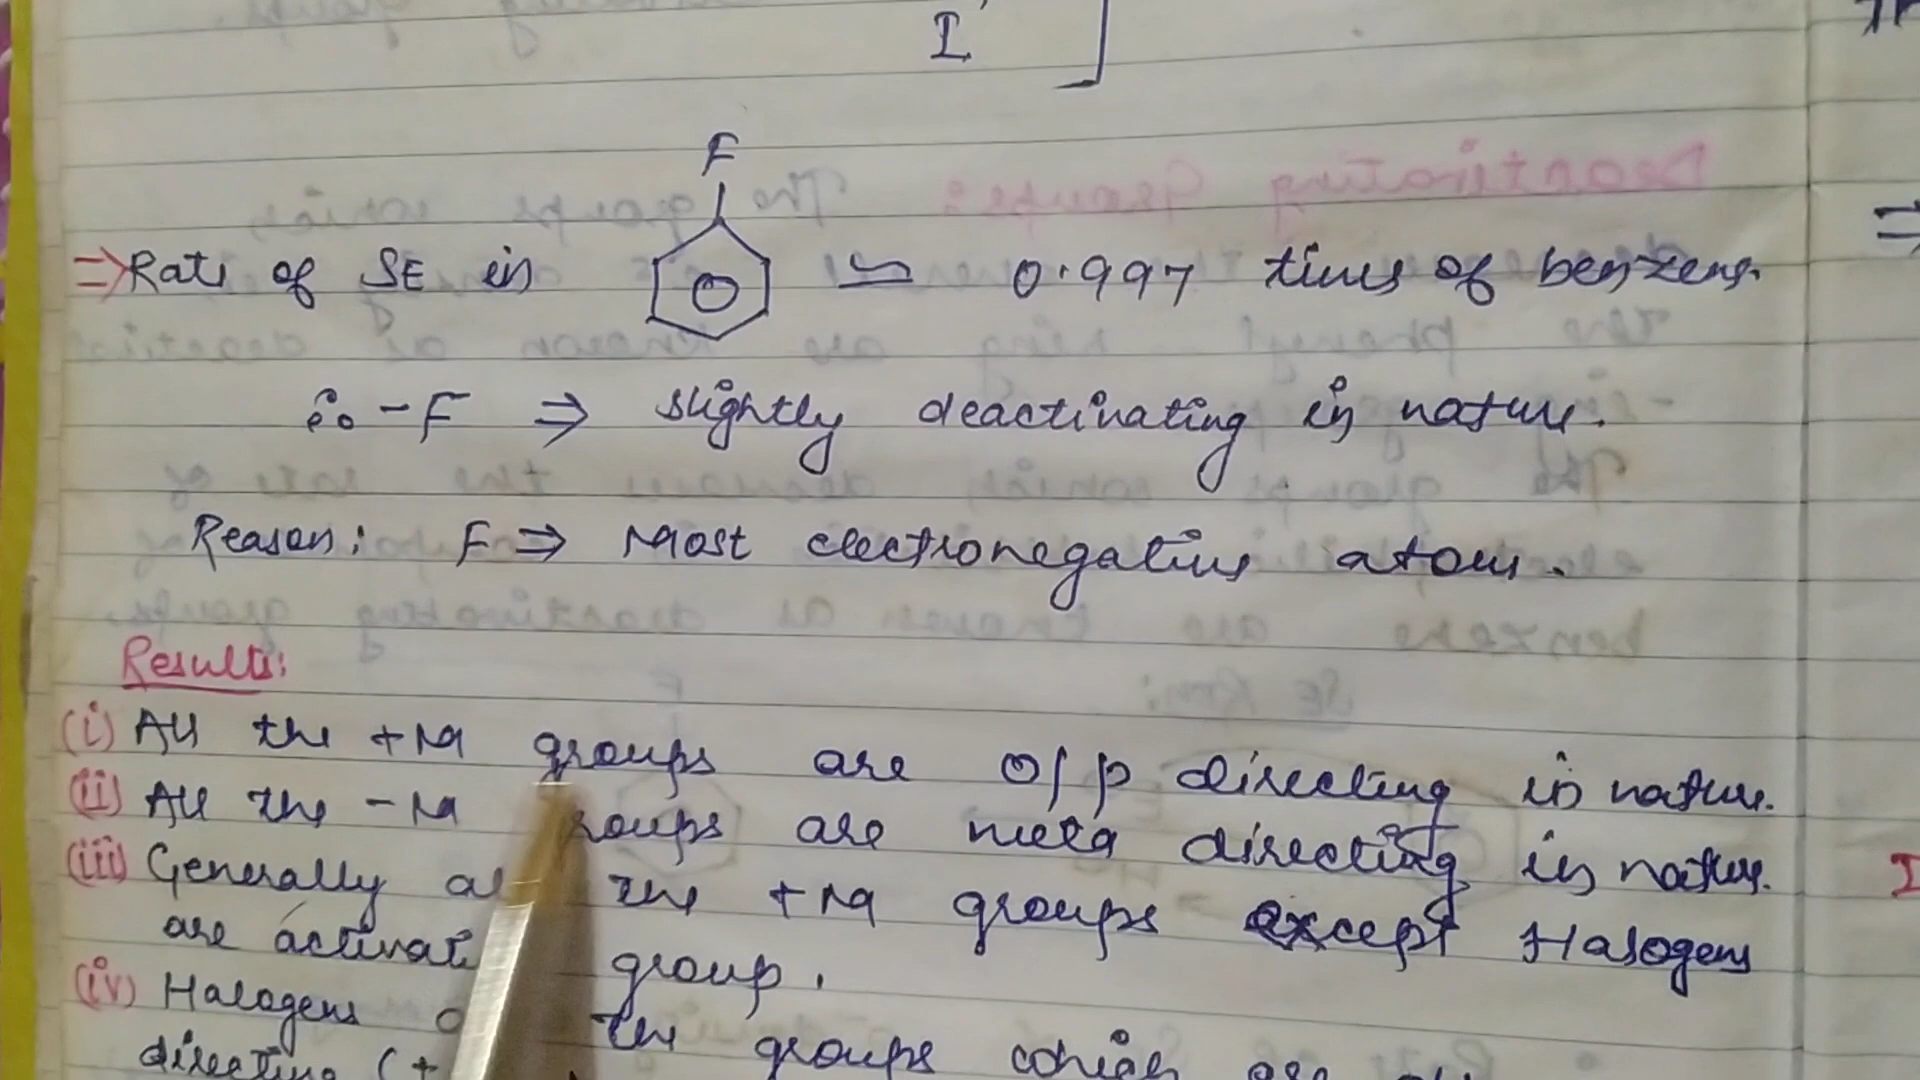 I
F
⇒ Rate of SE in ≃ 0.997 times of benzene.
∴ -F ⇒ slightly deactivating in nature.
Reason: F ⇒ Most electronegative atom.
Results:
(i) All the +M groups are o/p directing in nature.
(ii) All the -M groups are meta directing in nature.
(iii) Generally the +M groups except Halogens
are group.
(iv) Halogens the groups which are
directing (+
⇒
I